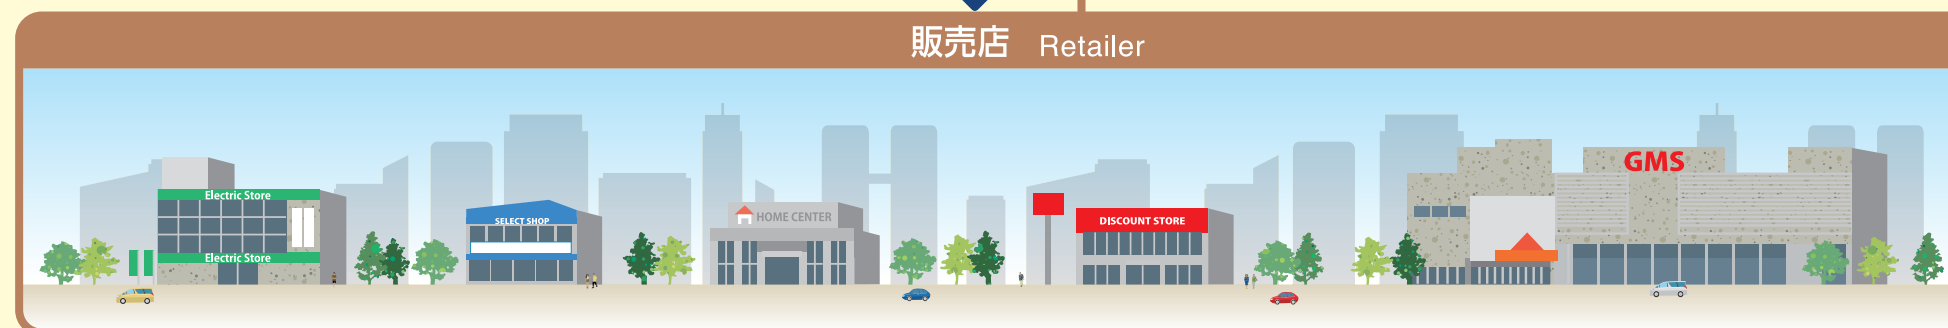 販売店 Retailer
Electric Store
Electric Store
SELECT SHOP
HOME CENTER
DISCOUNT STORE
GMS